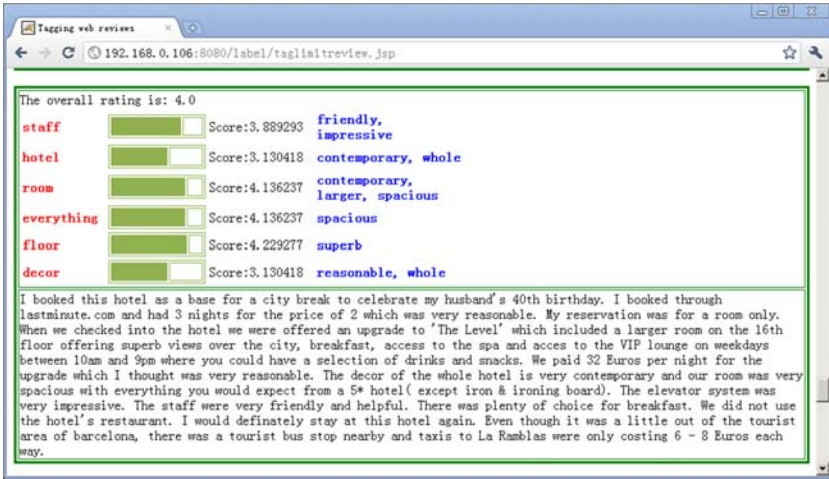 Tagging web reviews
192.168.0.106:8080/label/taglimitreview.jsp
The overall rating is: 4.0
staff Score:3.889293 friendly,
impressive
hotel Score:3.130418 contemporary, whole
room Score:4.136237 contemporary,
larger, spacious
everything Score:4.136237 spacious
floor Score:4.229277 superb
decor Score:3.130418 reasonable, whole
I booked this hotel as a base for a city break to celebrate my husband's 40th birthday. I booked through
lastminute.com and had 3 nights for the price of 2 which was very reasonable. My reservation was for a room only.
When we checked into the hotel we were offered an upgrade to 'The Level' which included a larger room on the 16th
floor offering superb views over the city, breakfast, access to the spa and acces to the VIP lounge on weekdays
between 10am and 9pm where you could have a selection of drinks and snacks. We paid 32 Euros per night for the
upgrade which I thought was very reasonable. The decor of the whole hotel is very contemporary and our room was very
spacious with everything you would expect from a 5* hotel( except iron & ironing board). The elevator system was
very impressive. The staff were very friendly and helpful. There was plenty of choice for breakfast. We did not use
the hotel's restaurant. I would definately stay at this hotel again. Even though it was a little out of the tourist
area of barcelona, there was a tourist bus stop nearby and taxis to La Ramblas were only costing 6 - 8 Euros each
way.